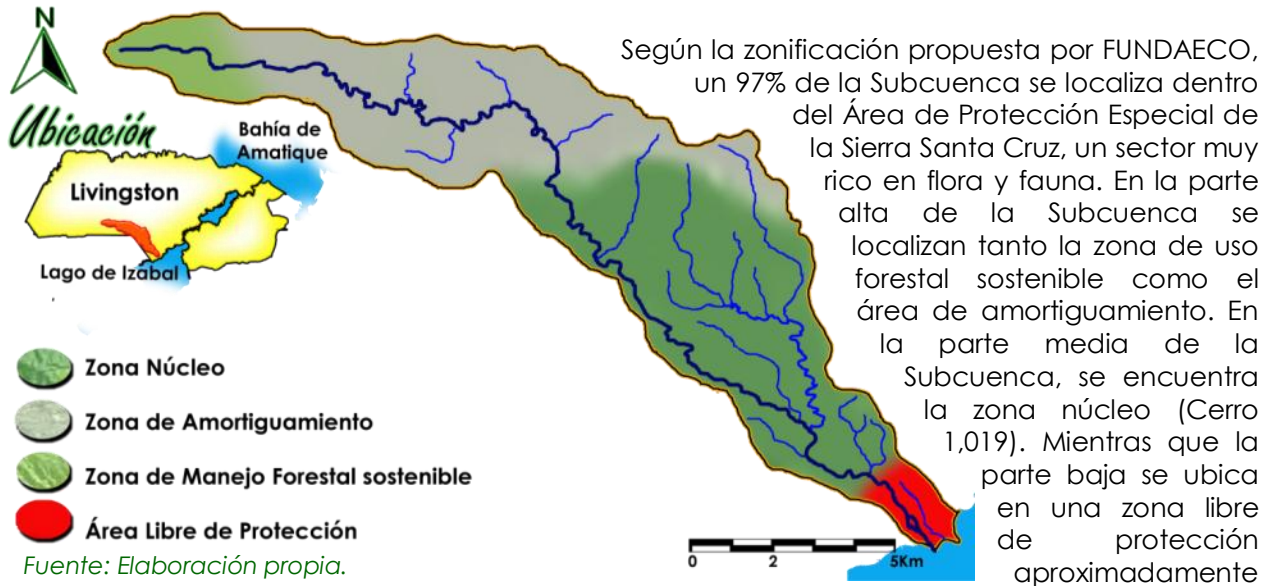 N
Ubicación
Bahía de
Amatique
Livingston
Lago de Izábal
Zona Núcleo
Zona de Amortiguamiento
Zona de Manejo Forestal sostenible
Área Libre de Protección
Fuente: Elaboración propia.
0 2 5Km
Según la zonificación propuesta por FUNDAECO,
un 97% de la Subcuenca se localiza dentro
del Área de Protección Especial de
la Sierra Santa Cruz, un sector muy
rico en flora y fauna. En la parte
alta de la Subcuenca se
localizan tanto la zona de uso
forestal sostenible como el
área de amortiguamiento. En
la parte media de la
Subcuenca, se encuentra
la zona núcleo (Cerro
1,019). Mientras que la
parte baja se ubica
en una zona libre
de protección
aproximadamente